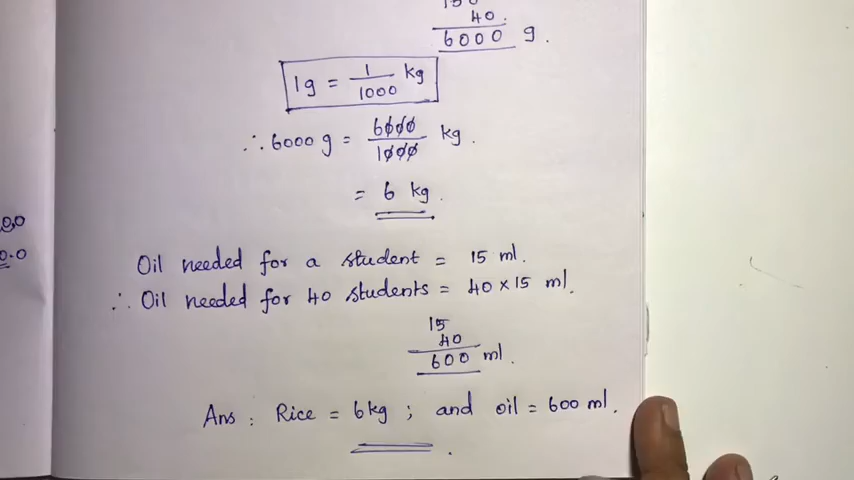 40.
6000 g.
1g = 1/1000 kg
∴ 6000 g = 6000/1000 kg.
= 6 kg.
Oil needed for a student = 15 ml.
∴ Oil needed for 40 students = 40 × 15 ml.
15
40
600 ml.
Ans : Rice = 6kg ; and oil = 600 ml.